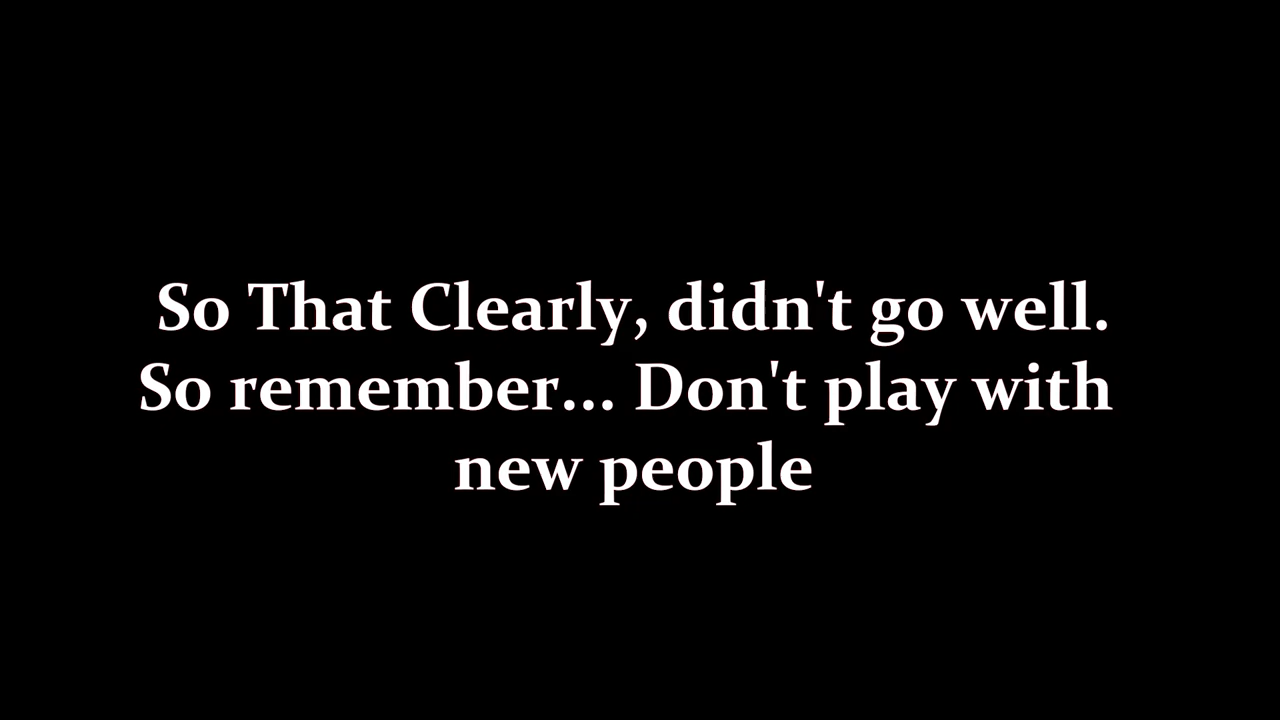 So That Clearly, didn't go well.
So remember... Don't play with
new people